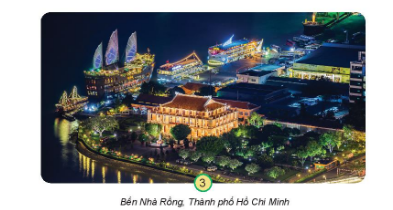 3
Bến Nhà Rồng, Thành phố Hồ Chí Minh